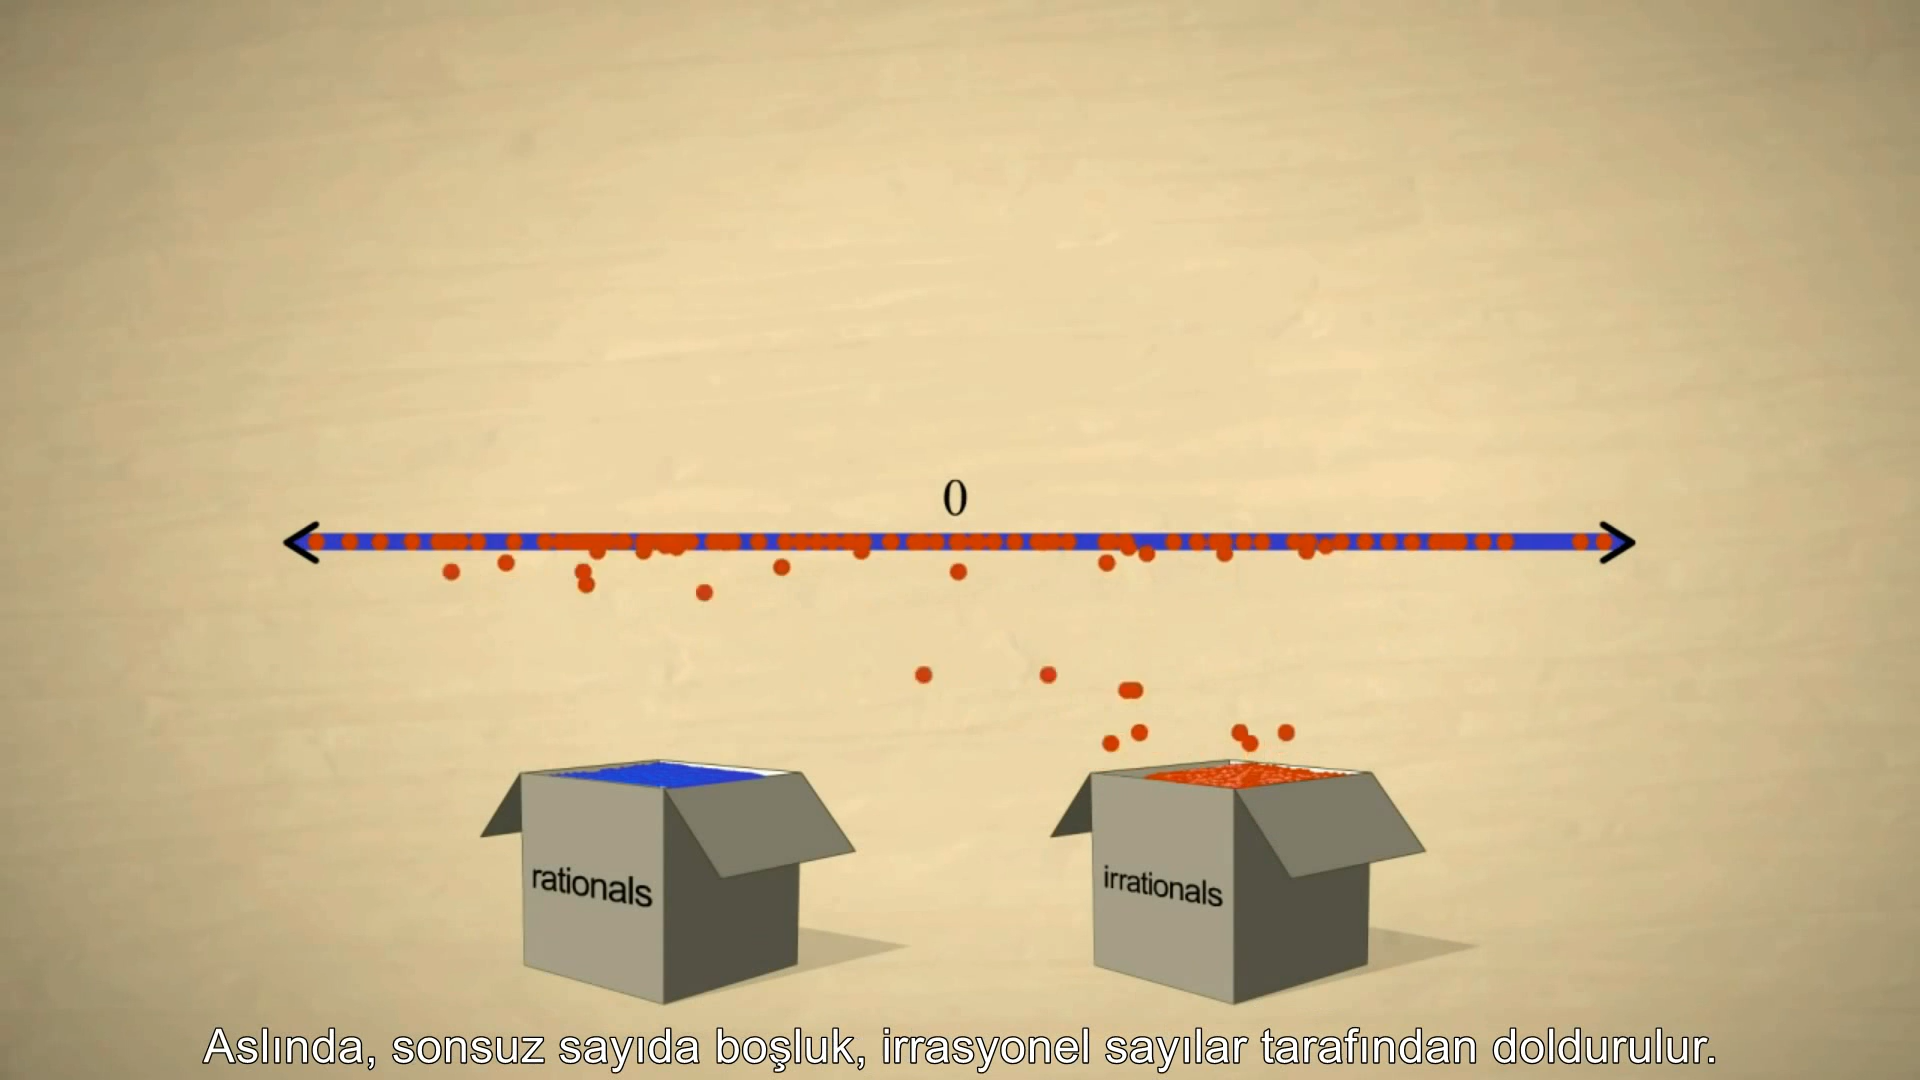 0
rationals
irrationals
Aslında, sonsuz sayıda boşluk, irrasyonel sayılar tarafından doldurulur.